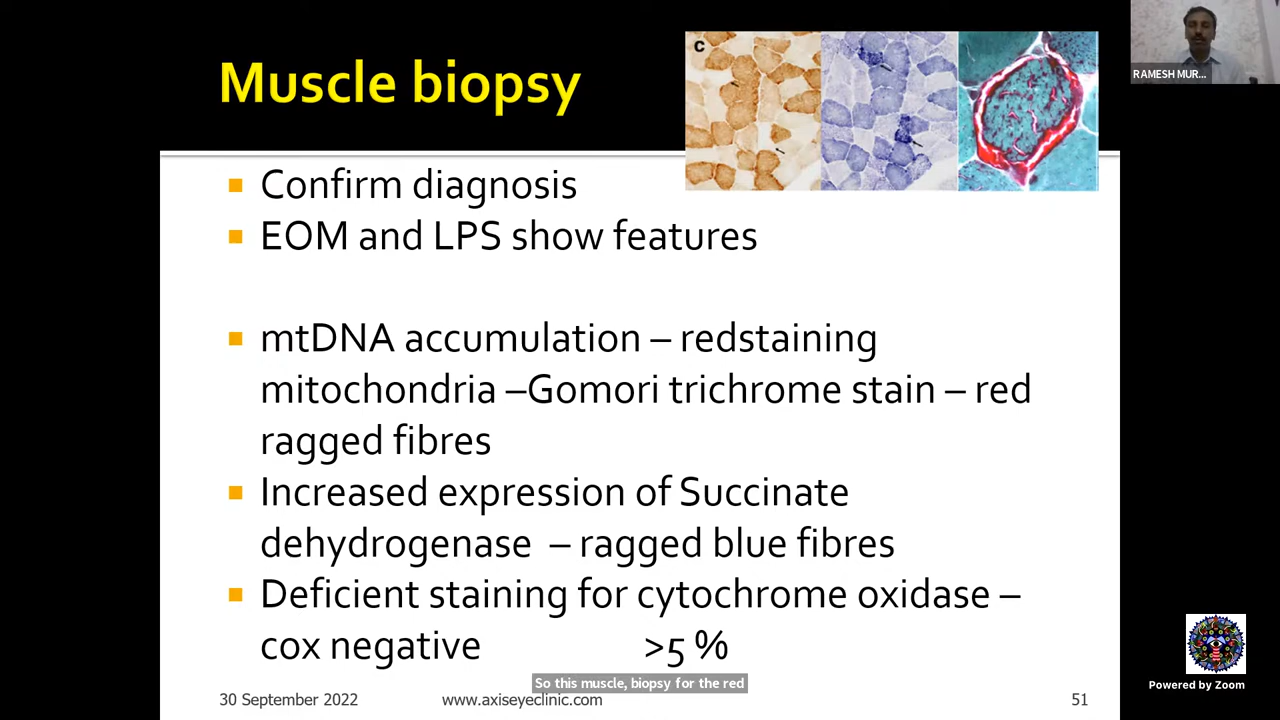 Muscle biopsy
C
RAMESH MUR...
Confirm diagnosis
EOM and LPS show features
mtDNA accumulation – redstaining
mitochondria –Gomori trichrome stain – red
ragged fibres
Increased expression of Succinate
dehydrogenase – ragged blue fibres
Deficient staining for cytochrome oxidase –
cox negative >5 %
So this muscle, biopsy for the red
30 September 2022 www.axiseyeclinic.com 51
Powered by Zoom